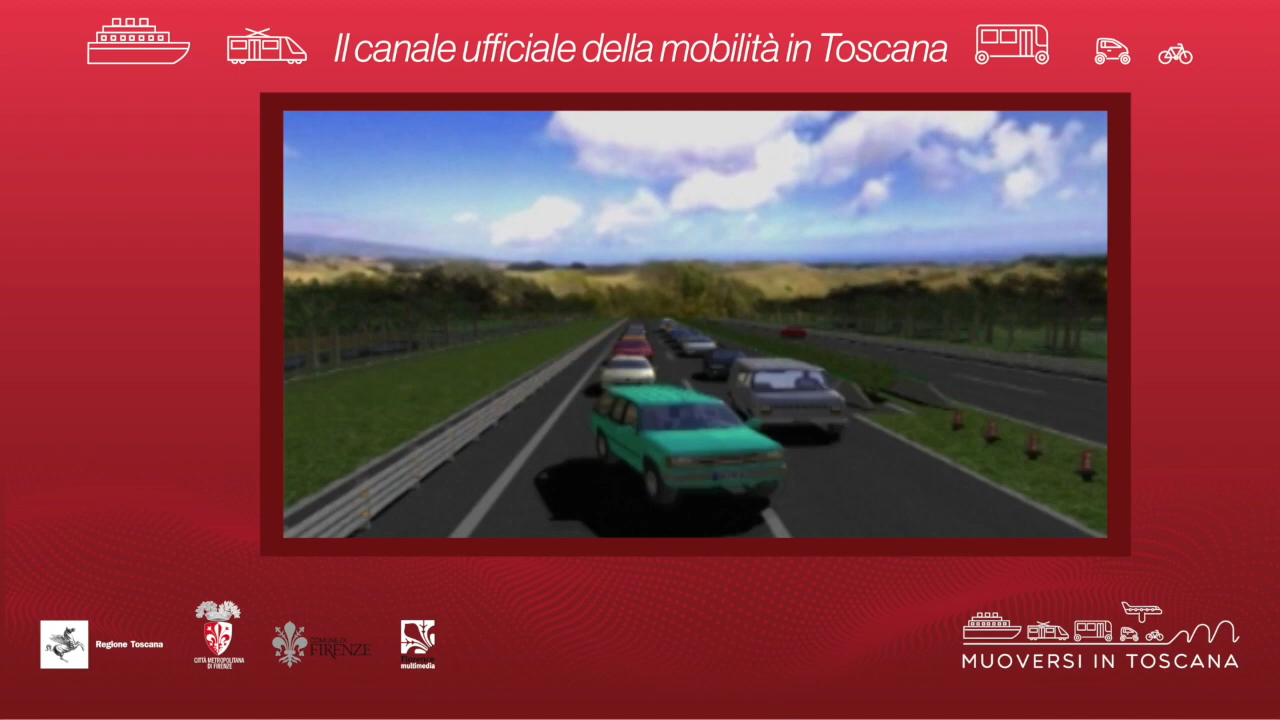 Il canale ufficiale della mobilità in Toscana
Regione Toscana
CITTÀ METROPOLITANA
DI FIRENZE
COMUNE DI
FIRENZE
multimedia
MUOVERSI IN TOSCANA